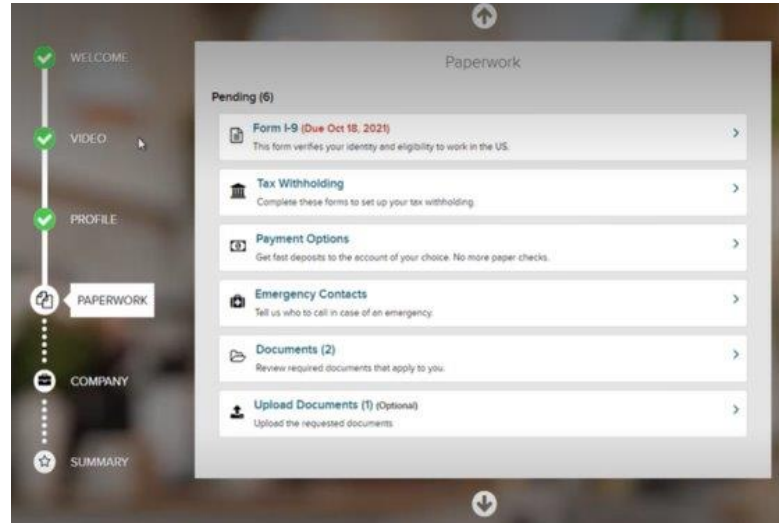 WELCOME
VIDEO
PROFILE
PAPERWORK
COMPANY
SUMMARY
Paperwork
Pending (6)
Form I-9 (Due Oct 18, 2021)
This form verifies your identity and eligibility to work in the US.
Tax Withholding
Complete these forms to set up your tax withholding.
Payment Options
Get fast deposits to the account of your choice. No more paper checks.
Emergency Contacts
Tell us who to call in case of an emergency.
Documents (2)
Review required documents that apply to you.
Upload Documents (1) (Optional)
Upload the requested documents